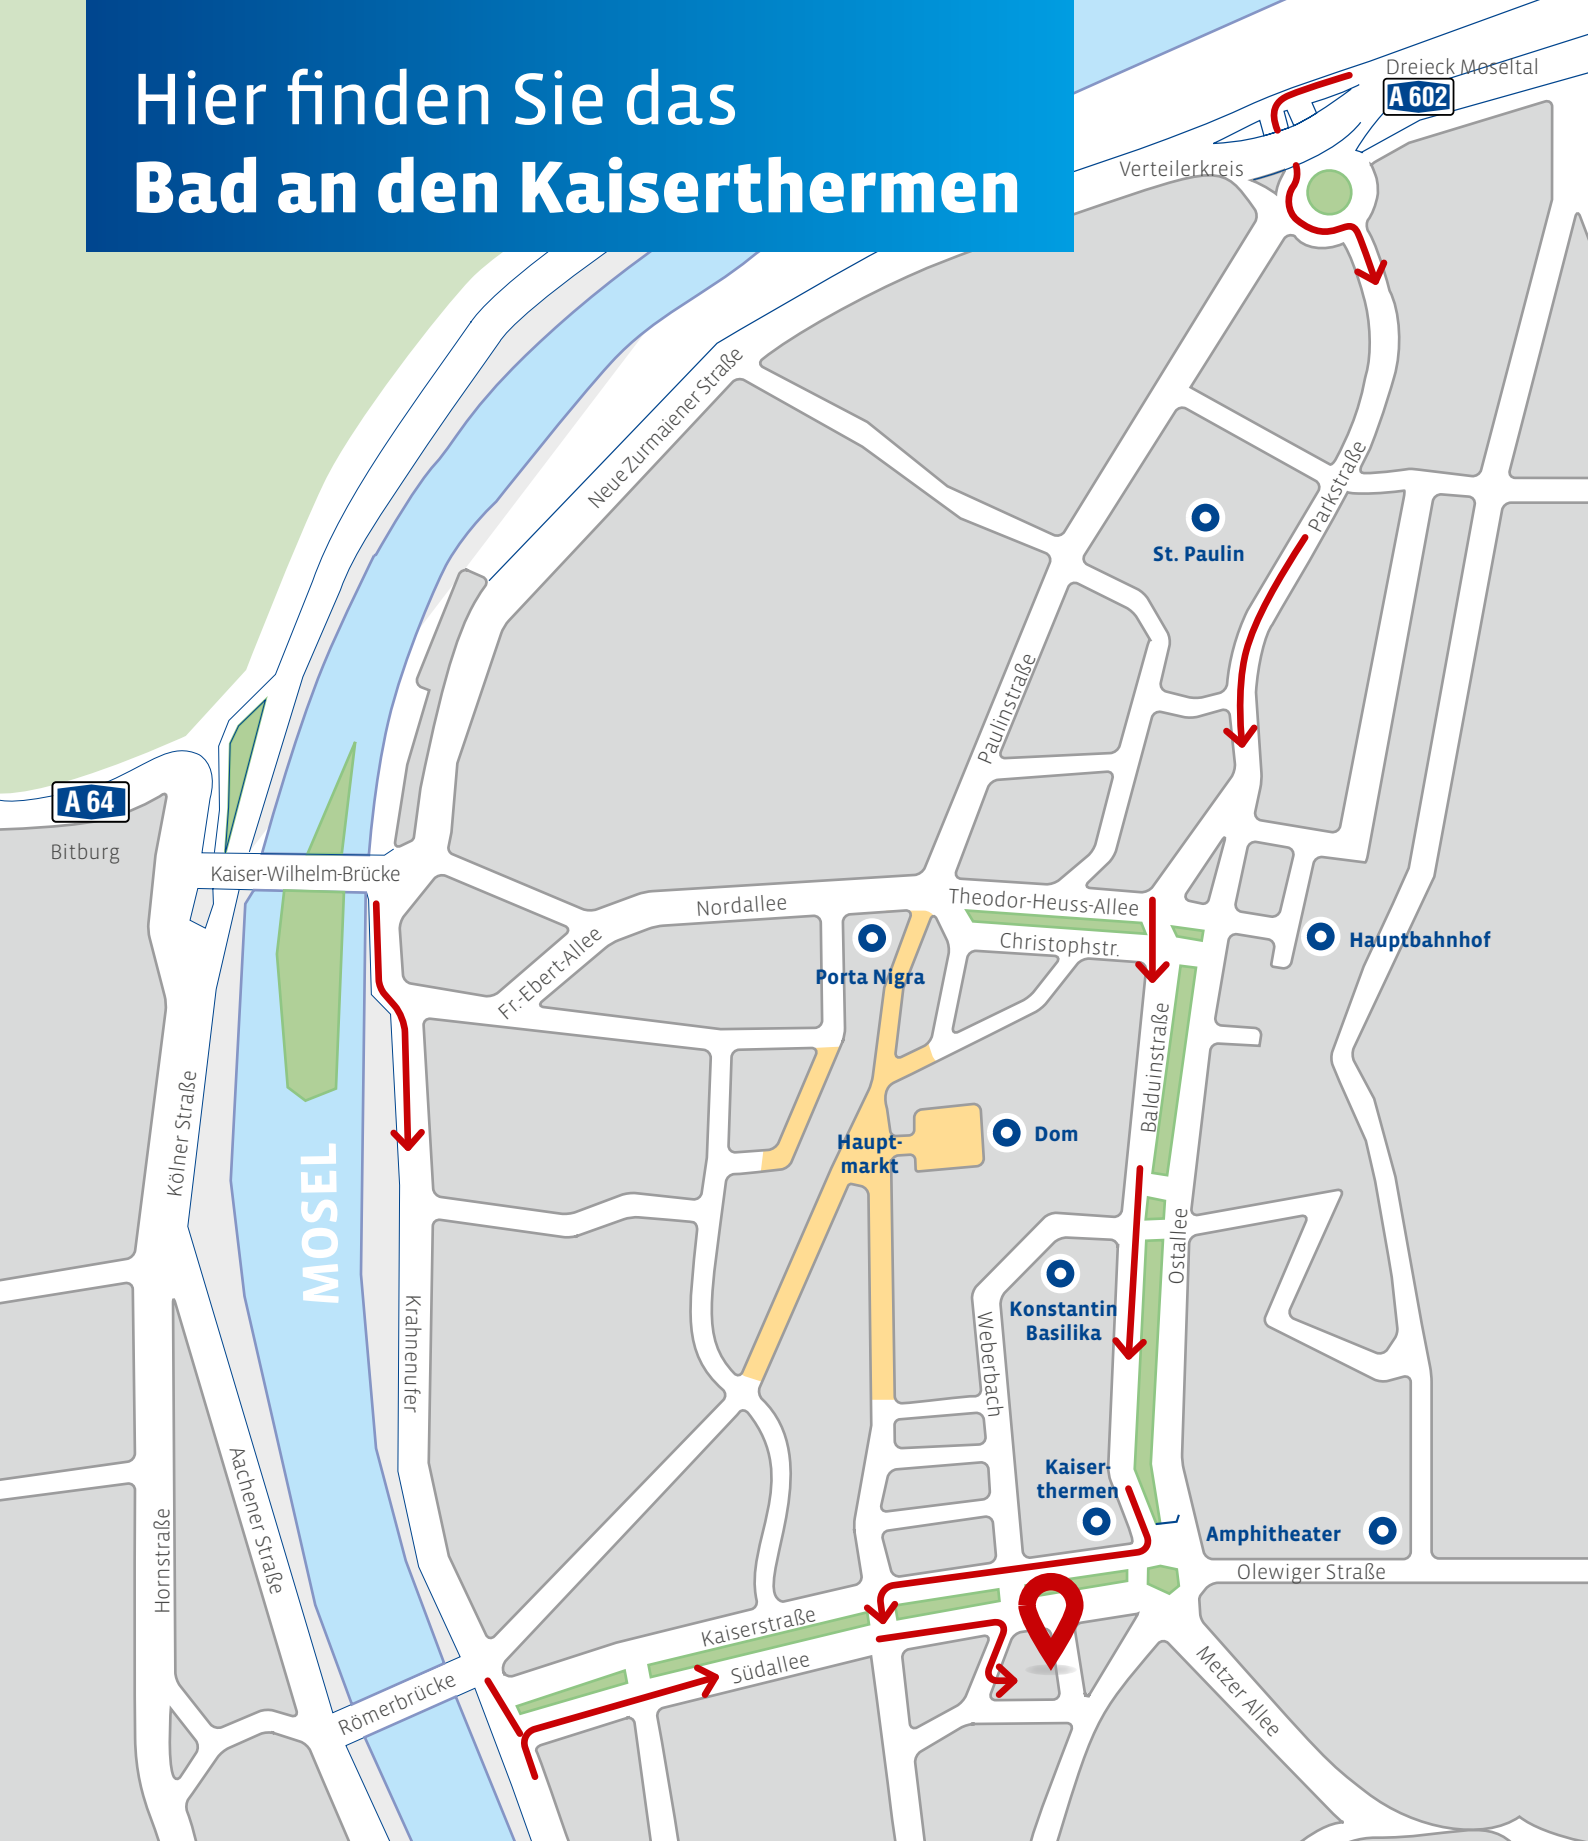 Hier finden Sie das
Bad an den Kaiserthermen
Dreieck Moseltal
A 602
Verteilerkreis
Neue Zurmaiener Straße
Parkstraße
St. Paulin
Paulinstraße
A 64
Bitburg
Kaiser-Wilhelm-Brücke
Nordallee
Theodor-Heuss-Allee
Christophstr.
Fr.-Ebert-Allee
Porta Nigra
Hauptbahnhof
Balduinstraße
Kölner Straße
Haupt-
markt
Dom
MOSEL
Ostallee
Konstantin
Basilika
Krahnenufer
Weberbach
Aachener Straße
Hornstraße
Kaiser-
thermen
Amphitheater
Olewiger Straße
Kaiserstraße
Südallee
Römerbrücke
Metzer Allee